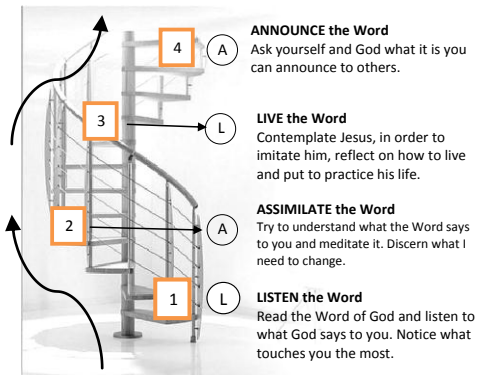 4
A
ANNOUNCE the Word
Ask yourself and God what it is you
can announce to others.
3
L
LIVE the Word
Contemplate Jesus, in order to
imitate him, reflect on how to live
and put to practice his life.
2
A
ASSIMILATE the Word
Try to understand what the Word says
to you and meditate it. Discern what I
need to change.
1
L
LISTEN the Word
Read the Word of God and listen to
what God says to you. Notice what
touches you the most.